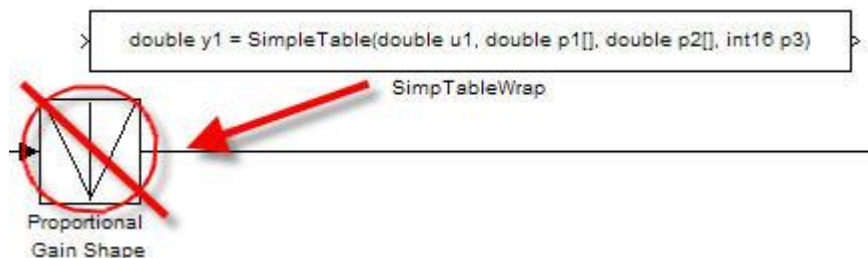 double y1 = SimpleTable(double u1, double p1[], double p2[], int16 p3)
SimpTableWrap
Proportional
Gain Shape